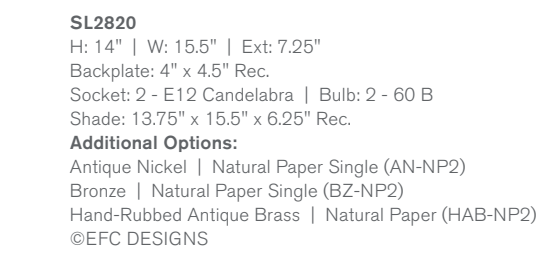 SL2820
H: 14" | W: 15.5" | Ext: 7.25"
Backplate: 4" x 4.5" Rec.
Socket: 2 - E12 Candelabra | Bulb: 2 - 60 B
Shade: 13.75" x 15.5" x 6.25" Rec.
Additional Options:
Antique Nickel | Natural Paper Single (AN-NP2)
Bronze | Natural Paper Single (BZ-NP2)
Hand-Rubbed Antique Brass | Natural Paper (HAB-NP2)
©EFC DESIGNS